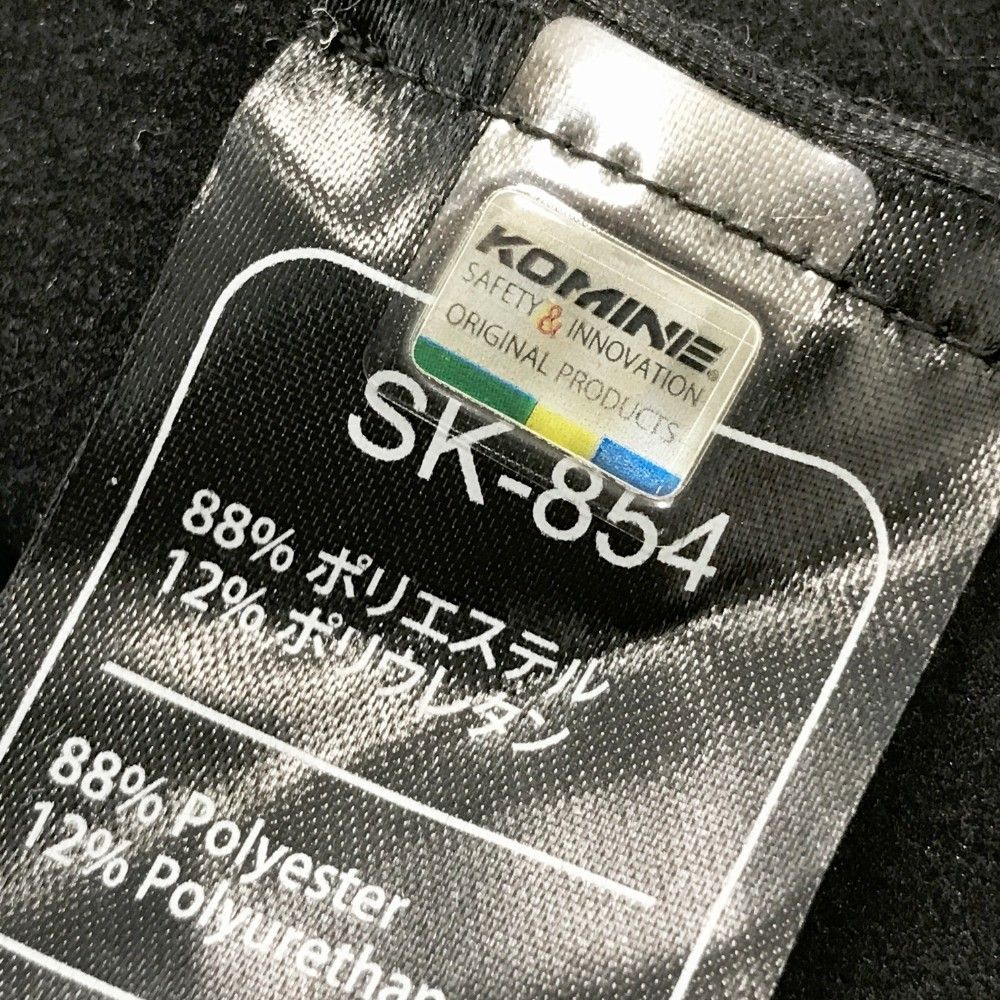 KOMINE®
SAFETY & INNOVATION
ORIGINAL PRODUCTS
SK-854
88% ポリエステル
12% ポリウレタン
88% Polyester
12% Polyurethan